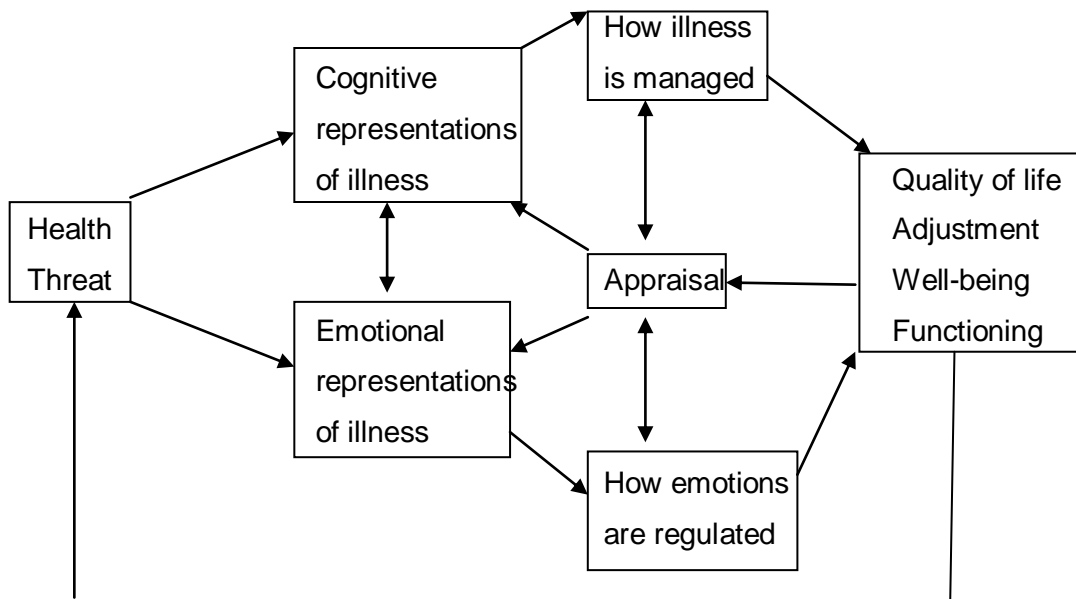 Health
Threat
Cognitive
representations
of illness
Emotional
representations
of illness
How illness
is managed
Appraisal
How emotions
are regulated
Quality of life
Adjustment
Well-being
Functioning